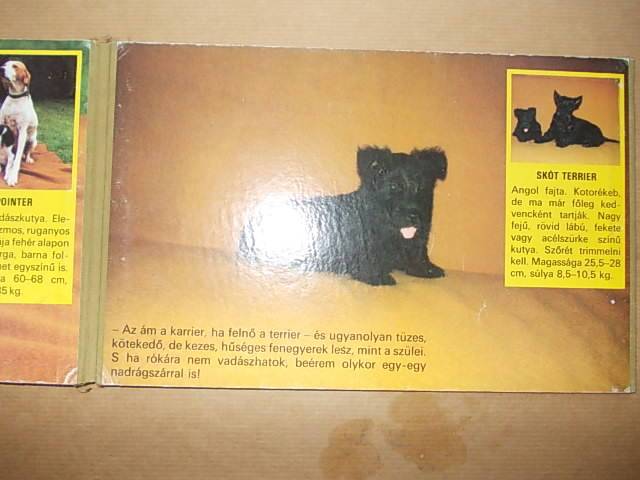 POINTER
dászkutya. Ele-
zmos, ruganyos
ja fehér alapon
rga, barna fol-
het egyszínű is.
a 60–68 cm,
35 kg.
– Az ám a karrier, ha felnő a terrier – és ugyanolyan tüzes,
kötekedő, de kezes, hűséges fenegyerek lesz, mint a szülei.
S ha rókára nem vadászhatok, beérem olykor egy-egy
nadrágszárral is!
SKÓT TERRIER
Angol fajta. Kotorékeb,
de ma már főleg ked-
vencként tartják. Nagy
fejű, rövid lábú, fekete
vagy acélszürke színű
kutya. Szőrét trimmelni
kell. Magassága 25,5–28
cm, súlya 8,5–10,5 kg.